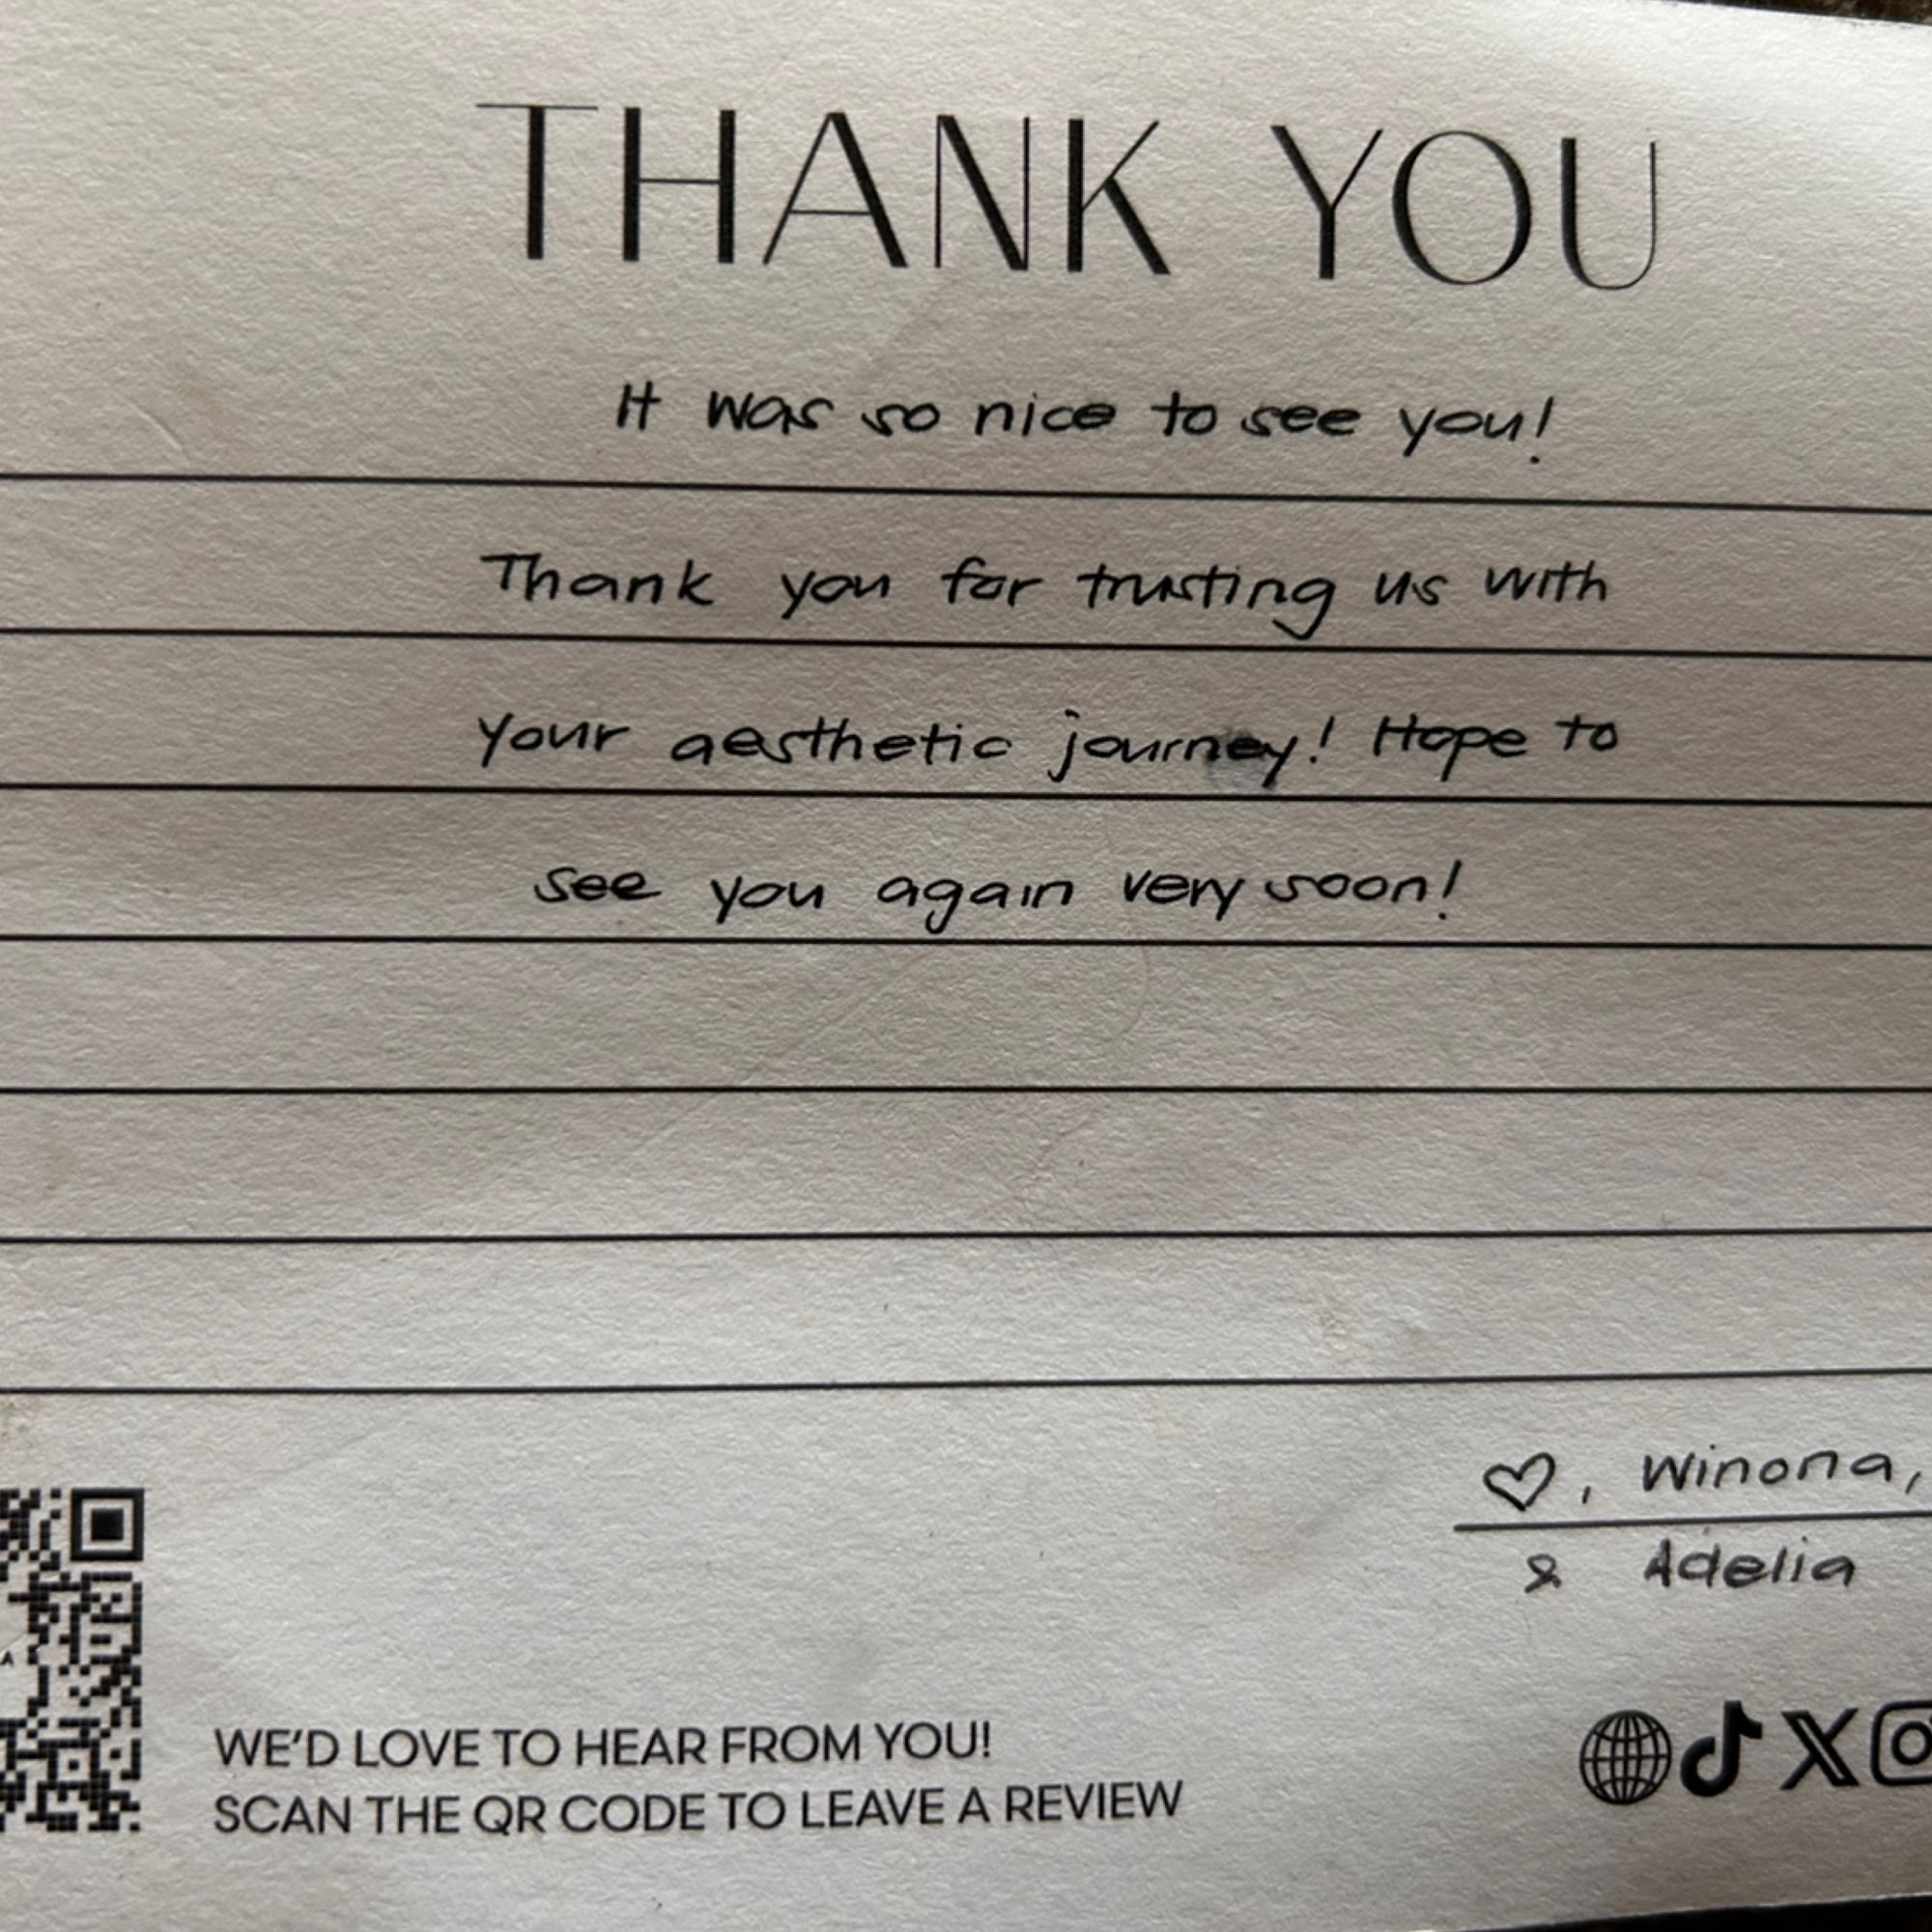 THANK YOU
It was so nice to see you!
Thank you for trusting us with
your aesthetic journey! Hope to
see you again very soon!
♡, Winona,
& Adelia
WE'D LOVE TO HEAR FROM YOU!
SCAN THE QR CODE TO LEAVE A REVIEW